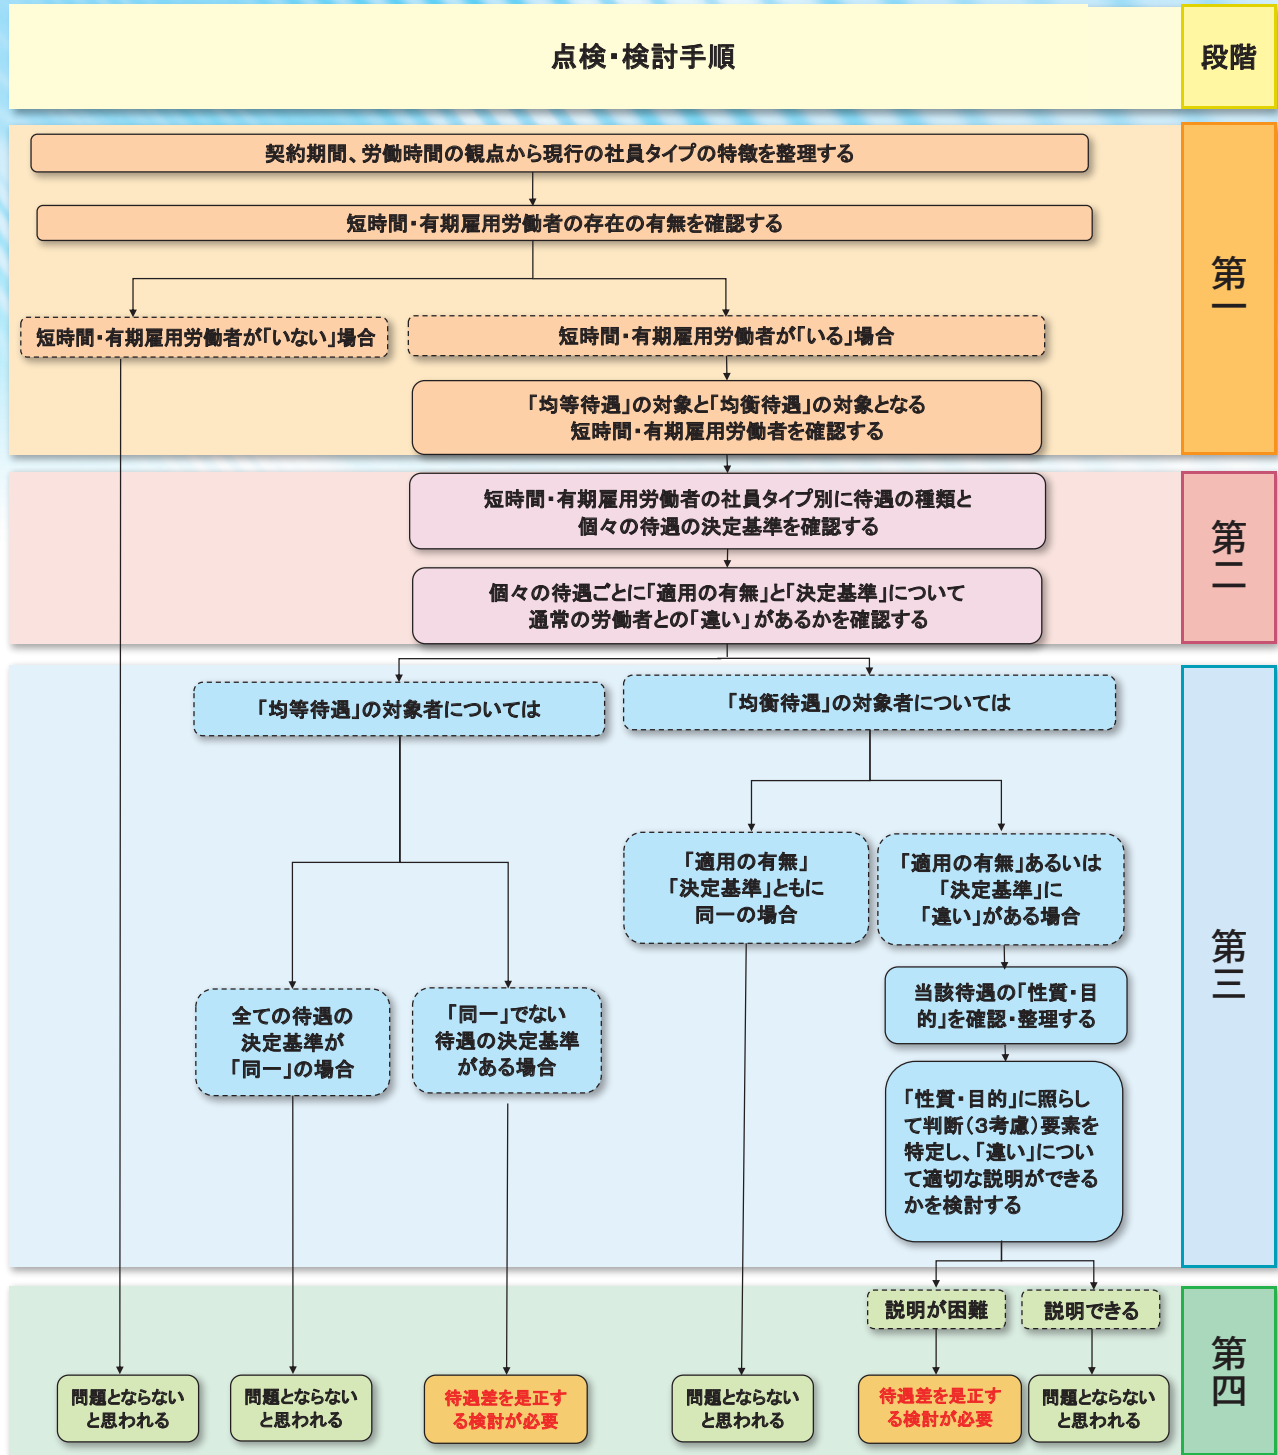 点検・検討手順
段階
契約期間、労働時間の観点から現行の社員タイプの特徴を整理する
短時間・有期雇用労働者の存在の有無を確認する
短時間・有期雇用労働者が「いない」場合
短時間・有期雇用労働者が「いる」場合
「均等待遇」の対象と「均衡待遇」の対象となる
短時間・有期雇用労働者を確認する
第一
短時間・有期雇用労働者の社員タイプ別に待遇の種類と
個々の待遇の決定基準を確認する
個々の待遇ごとに「適用の有無」と「決定基準」について
通常の労働者との「違い」があるかを確認する
第二
「均等待遇」の対象者については
「均衡待遇」の対象者については
「適用の有無」
「決定基準」ともに
同一の場合
「適用の有無」あるいは
「決定基準」に
「違い」がある場合
全ての待遇の
決定基準が
「同一」の場合
「同一」でない
待遇の決定基準
がある場合
当該待遇の「性質・目
的」を確認・整理する
「性質・目的」に照らし
て判断(3考慮)要素を
特定し、「違い」につい
て適切な説明ができる
かを検討する
第三
説明が困難
説明できる
問題とならない
と思われる
問題とならない
と思われる
待遇差を是正す
る検討が必要
問題とならない
と思われる
待遇差を是正す
る検討が必要
問題とならない
と思われる
第四